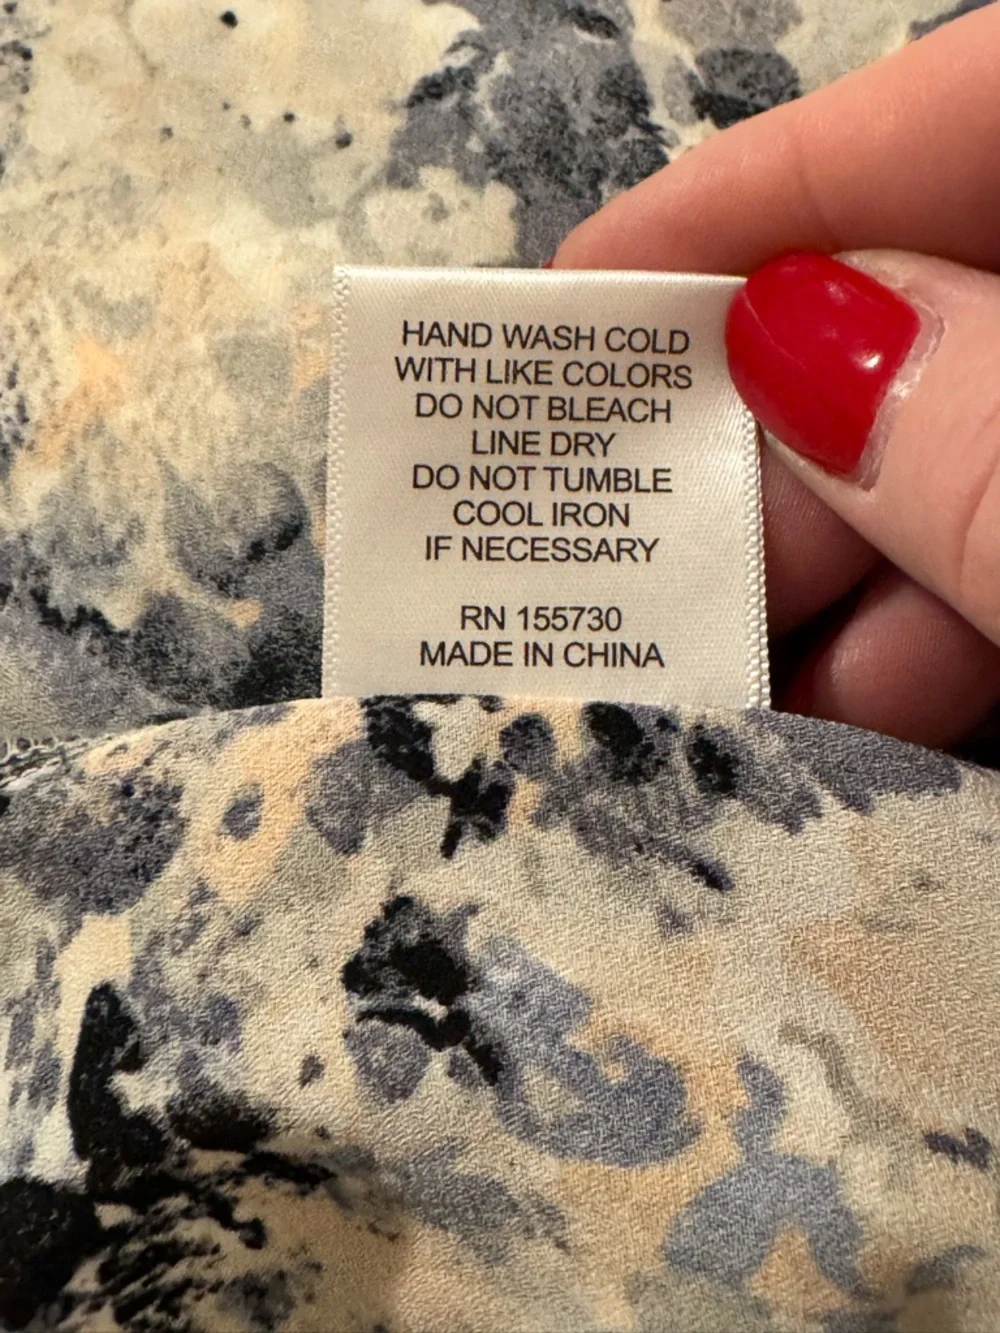 HAND WASH COLD
WITH LIKE COLORS
DO NOT BLEACH
LINE DRY
DO NOT TUMBLE
COOL IRON
IF NECESSARY
RN 155730
MADE IN CHINA